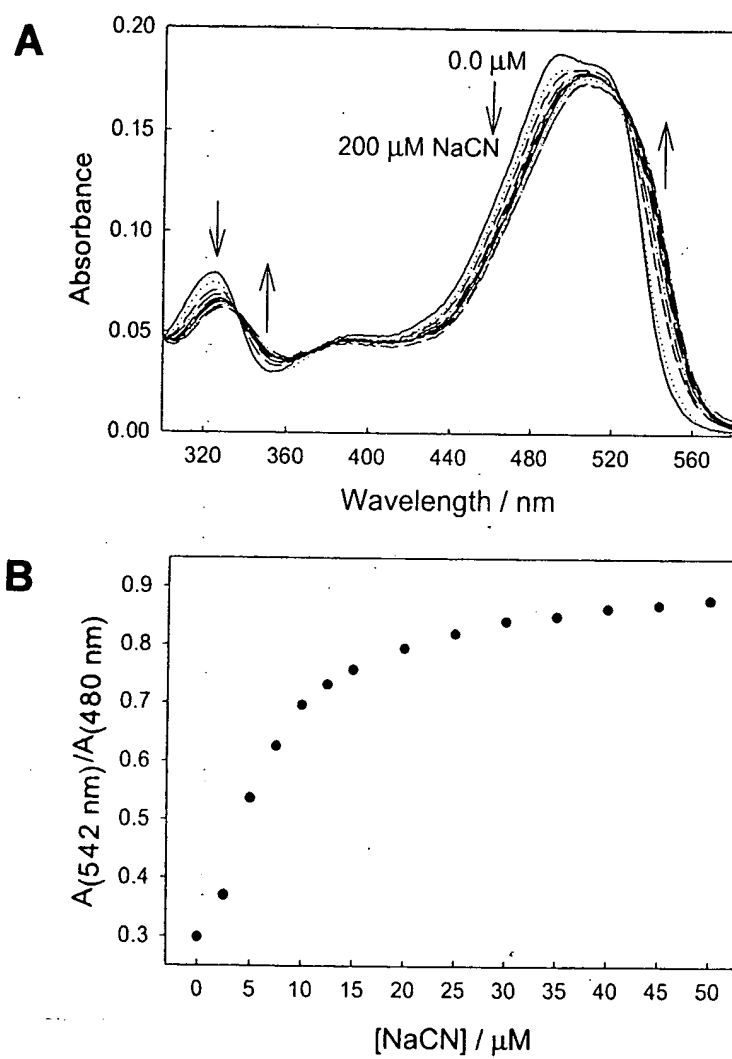 A
0.20
0.15
0.10
0.05
0.00
Absorbance
0.0 μM
200 μM NaCN
320 360 400 440 480 520 560
Wavelength / nm
B
0.9
0.8
0.7
0.6
0.5
0.4
0.3
A(542 nm)/A(480 nm)
0 5 10 15 20 25 30 35 40 45 50
[NaCN] / μM